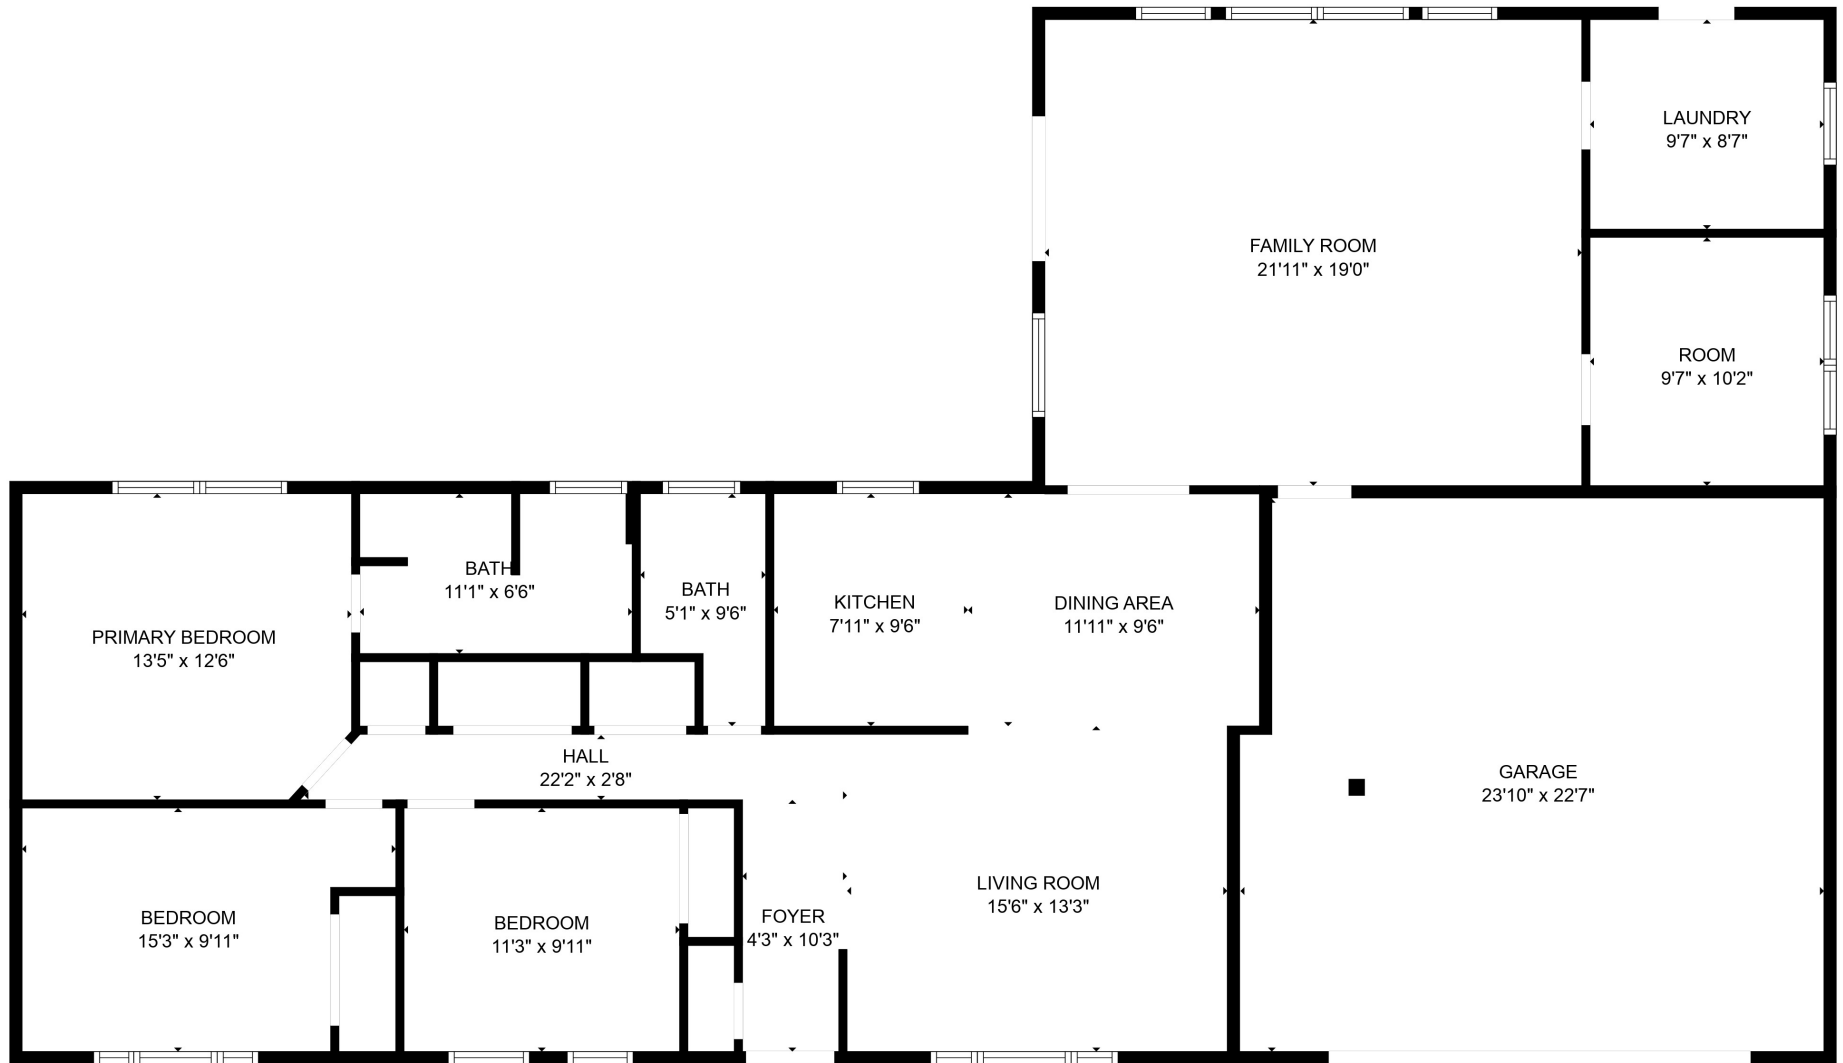 LAUNDRY
9'7" x 8'7"
FAMILY ROOM
21'11" x 19'0"
ROOM
9'7" x 10'2"
BATH
11'1" x 6'6"
BATH
5'1" x 9'6"
KITCHEN
7'11" x 9'6"
DINING AREA
11'11" x 9'6"
PRIMARY BEDROOM
13'5" x 12'6"
HALL
22'2" x 2'8"
GARAGE
23'10" x 22'7"
LIVING ROOM
15'6" x 13'3"
BEDROOM
15'3" x 9'11"
BEDROOM
11'3" x 9'11"
FOYER
4'3" x 10'3"